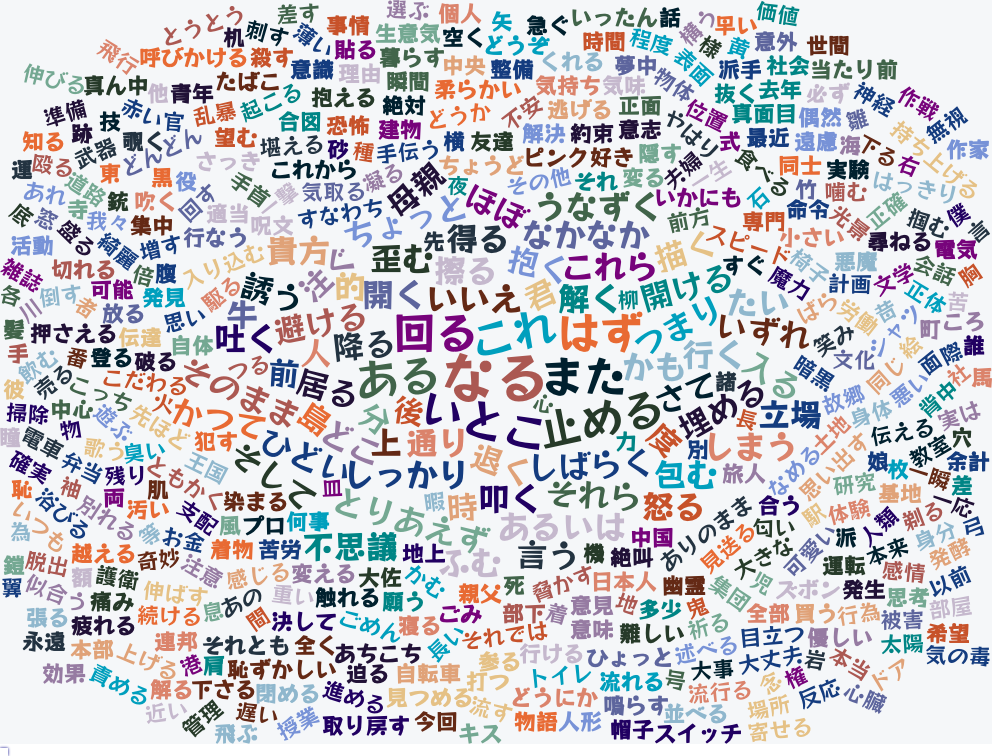 とうとう
差す
事情
選ぶ
個人
矢
急ぐ
いったん
話
早い
価値
机
刺す
薄い
貼る
生意気
空く
どうぞ
時間
程度
様
黄
意外
世間
飛行
呼びかける
殺す
暮らす
中央
整備
くれる
夢中
表面
派手
社会
当たり前
伸びる
真ん中
他
青年
たばこ
意識
理由
瞬間
柔らかい
気持ち
気味
物体
抜く
去年
必ず
神経
作戦
準備
赤い
官
乱暴
起こる
抱える
絶対
どうか
不安
逃げる
正面
位置
真面目
偶然
誰
無視
知る
跡
技
覗く
望む
合図
恐怖
建物
横
友達
解決
約束
意志
やはり
式
最近
遠慮
海
下る
持ち上げる
作家
武器
どんどん
さっき
堪える
砂
種
手伝う
ちょうど
ピンク
好き
隠す
夫婦
食べる
同士
実験
右
運
殴る
東
黒
役
これから
一撃
気取る
凝る
母親
夜
その他
それ
変る
一生
竹
噛む
はっきり
あれ
道路
銃
吹く
回す
手首
ほぼ
うなずく
いかにも
石
命令
光景
正確
掴む
僕
底
惑
寺
我々
集中
適当
呪文
すなわち
ちょっと
先
得る
なかなか
前方
専門
小さい
尋ねる
電気
言
活動
盛る
綺麗
増す
行なう
貴方
じ
歪む
擦る
抱く
これら
描く
スピード
すぐ
椅子
悪魔
会話
胸
雑誌
切れる
倍
腹
入り込む
誘う
注
的
開く
いいえ
君
解く
柳
開ける
魔力
計画
文学
正体
苦
各
川
倒す
者
可能
発見
駆る
牛
避ける
たい
ばら
労働
昔
シャツ
町
ころ
髪
押さえる
放る
伝達
思い
自体
吐く
人
降る
回る
これ
はず
つまり
いずれ
笑み
絵
誰
手
飲む
番
登る
破る
つる
前
居る
ある
なる
また
かも
行く
入る
暗黒
文化
同じ
面際
社
馬
彼
売る
こっち
こだわる
そのまま
島
分
後
いとこ
心
止める
さて
諸
埋める
長
立場
故郷
身体
悪い
背中
掃除
中心
遊ぶ
先ほど
火
かつて
どこ
上
通り
退く
力
度
別
しまう
なめる
土地
伝える
実は
瞳
物
電車
歌う
臭い
犯す
ひどい
しっかり
しばらく
包む
旅人
思い出す
娘
枚
教室
穴
余計
確実
弁当
残り
ともかく
王国
そして
皿
暇
時
叩く
それら
怒る
研究
基地
一瞬
差
恥
袖
両
肌
染まる
とりあえず
あるいは
ありのまま
合う
駅
体験
剃る
一応
いつも
浴びる
別れる
汚い
支配
風
プロ
何事
中国
見送る
匂い
派
人類
身分
弓
為
お金
着物
苦労
不思議
地上
ふむ
言う
機
絶叫
大きな
可愛い
本来
発酵
鎧
脱出
越える
奇妙
注意
感じる
変える
大佐
かむ
死
脅かす
日本人
幽霊
児
運転
感情
以前
翼
似合う
額
護衛
伸ばす
重い
触れる
願う
親父
部下
着
意見
地
多少
鬼
集団
ズボン
発生
思考
部屋
張る
痛み
続ける
息
あの
間
決して
ごめん
寝る
ごみ
意味
難しい
祈る
全部
買う
行為
被害
永遠
疲れる
連邦
それとも
全く
あちこち
長い
それでは
行ける
ひょっと
述べる
目立つ
優しい
太陽
希望
本部
上げる
港
肩
恥ずかしい
迫る
自転車
参る
打つ
トイレ
流れる
号
大事
大丈夫
岩
本当
ドア
気の毒
効果
責める
解る
下さる
閉める
進める
見つめる
流す
どうにか
鳴らす
流行る
念
権
反応
心臓
近い
管理
遅い
授業
取り戻す
今回
物語
人形
並べる
場所
飛ぶ
キス
帽子
スイッチ
寄せる